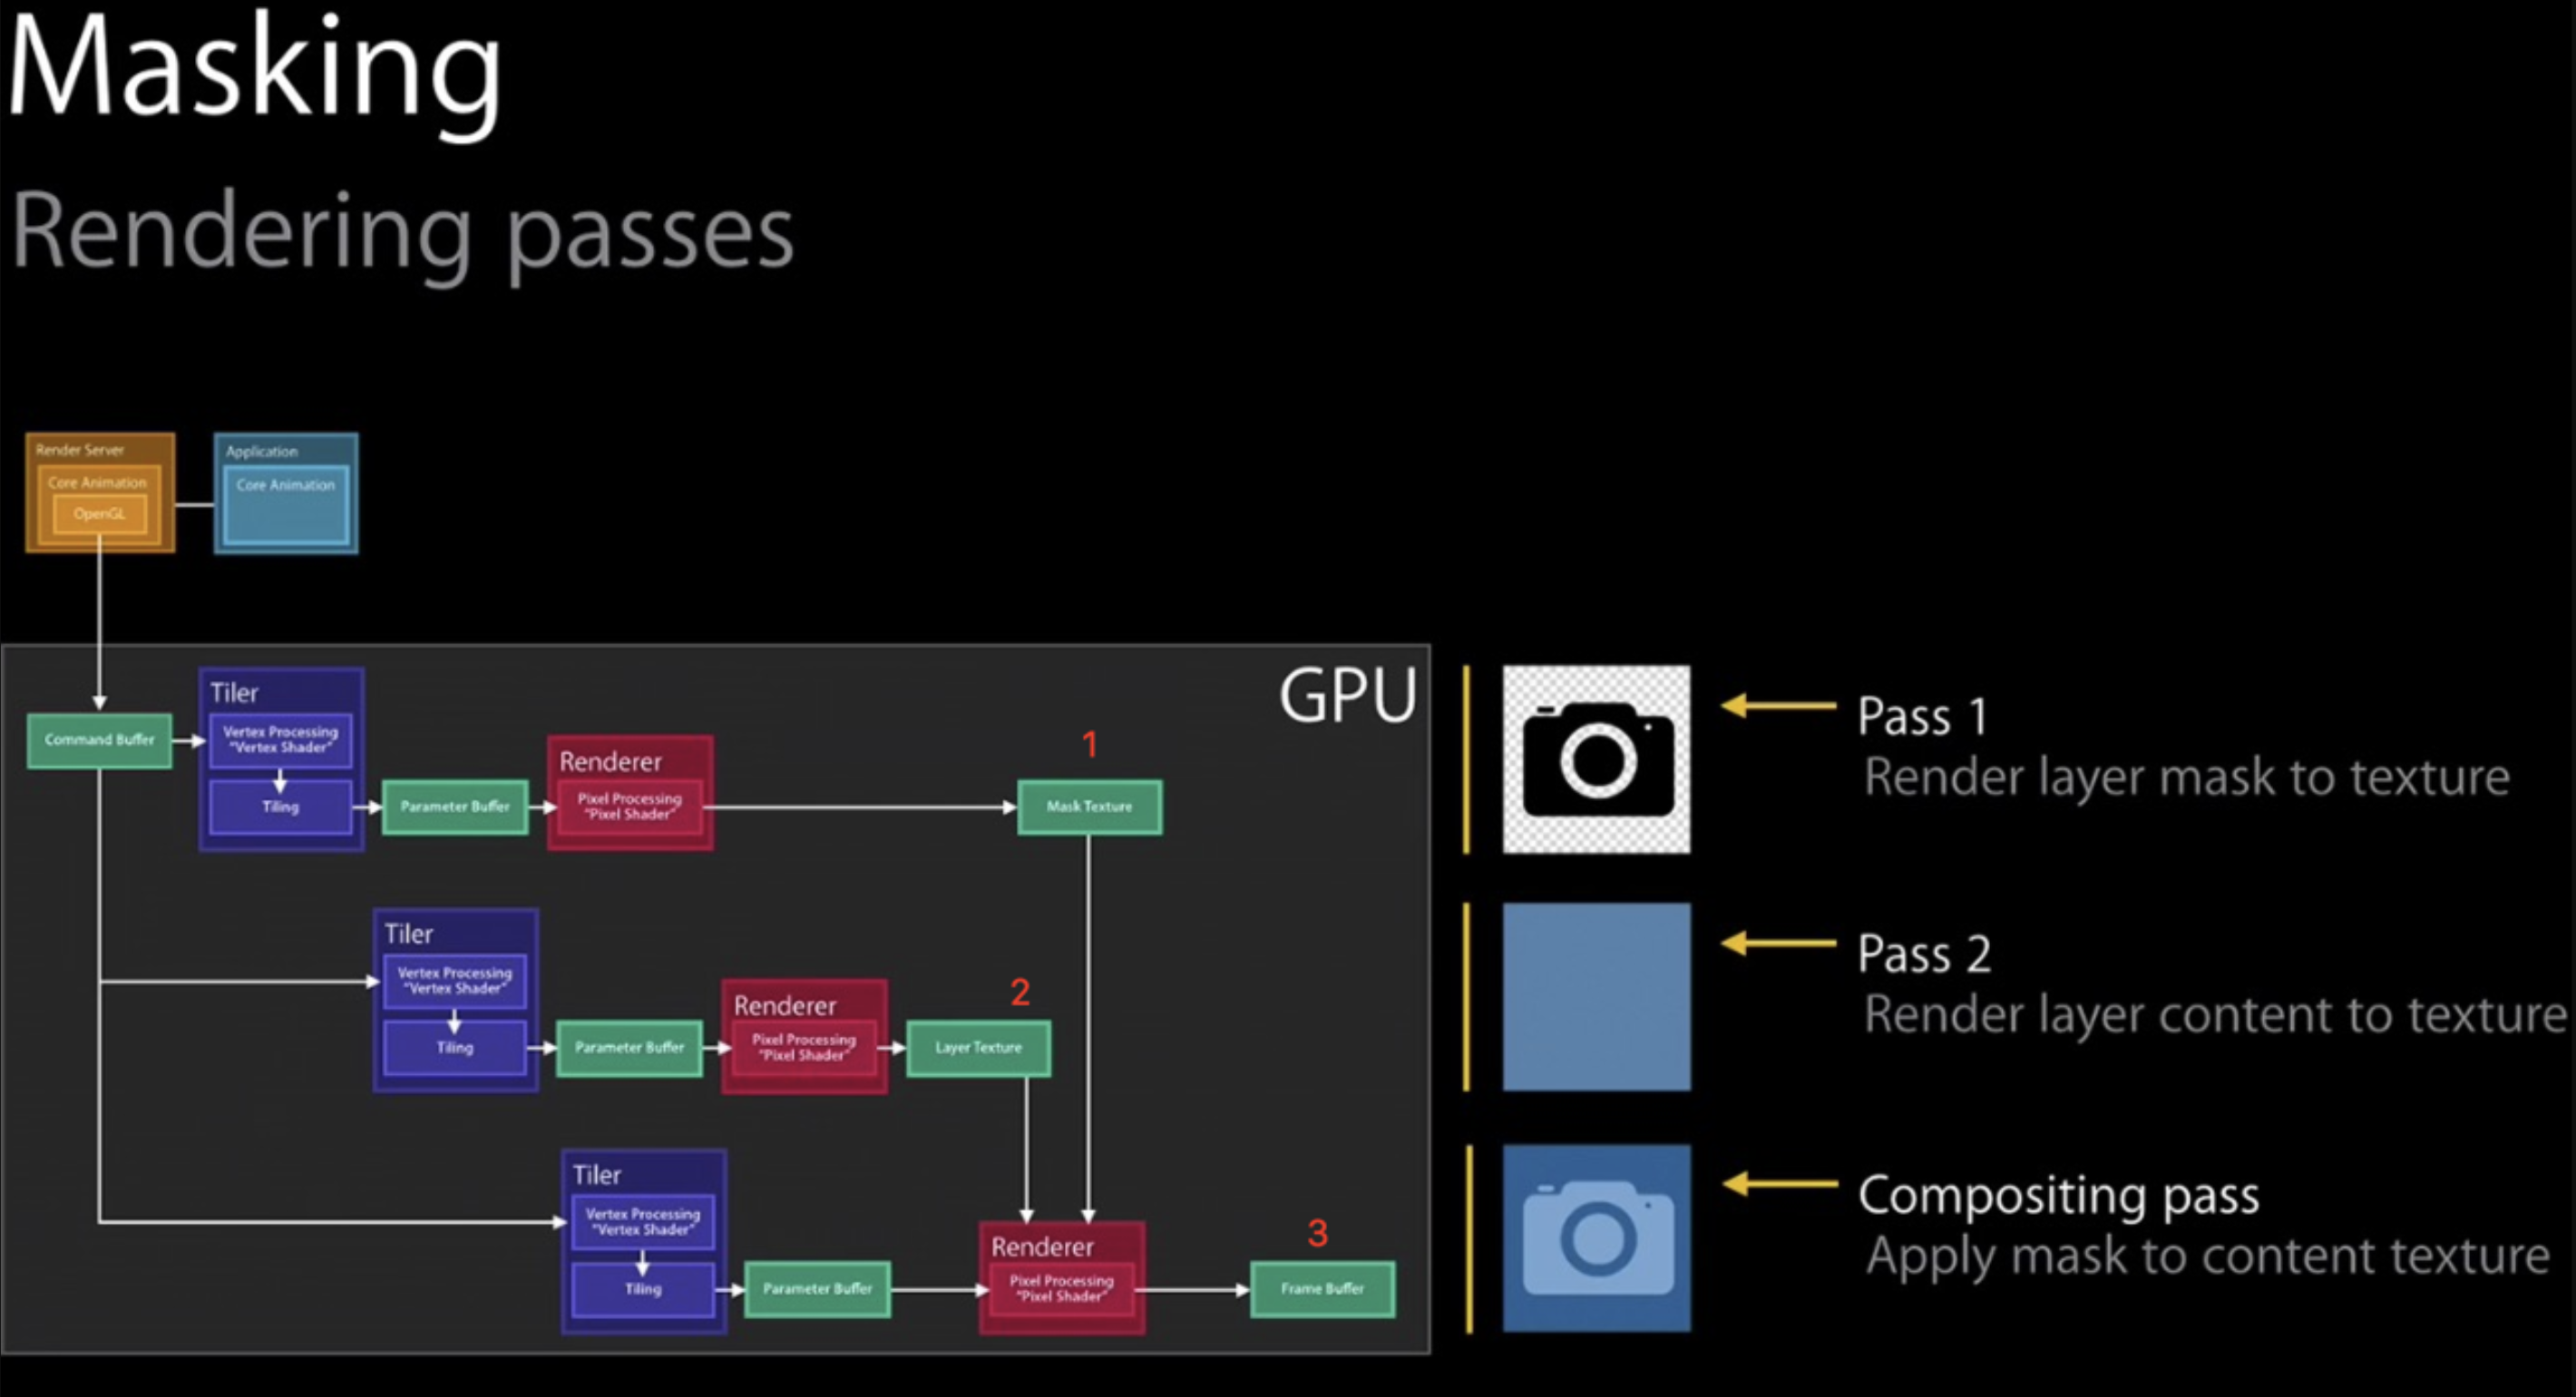 Masking
Rendering passes
Render Server
Core Animation
OpenGL
Application
Core Animation
GPU
Command Buffer
Tiler
Vertex Processing
"Vertex Shader"
Tiling
Parameter Buffer
Renderer
Pixel Processing
"Pixel Shader"
1
Mask Texture
Pass 1
Render layer mask to texture
Tiler
Vertex Processing
"Vertex Shader"
Tiling
Parameter Buffer
Renderer
Pixel Processing
"Pixel Shader"
2
Layer Texture
Pass 2
Render layer content to texture
Tiler
Vertex Processing
"Vertex Shader"
Tiling
Parameter Buffer
Renderer
Pixel Processing
"Pixel Shader"
3
Frame Buffer
Compositing pass
Apply mask to content texture